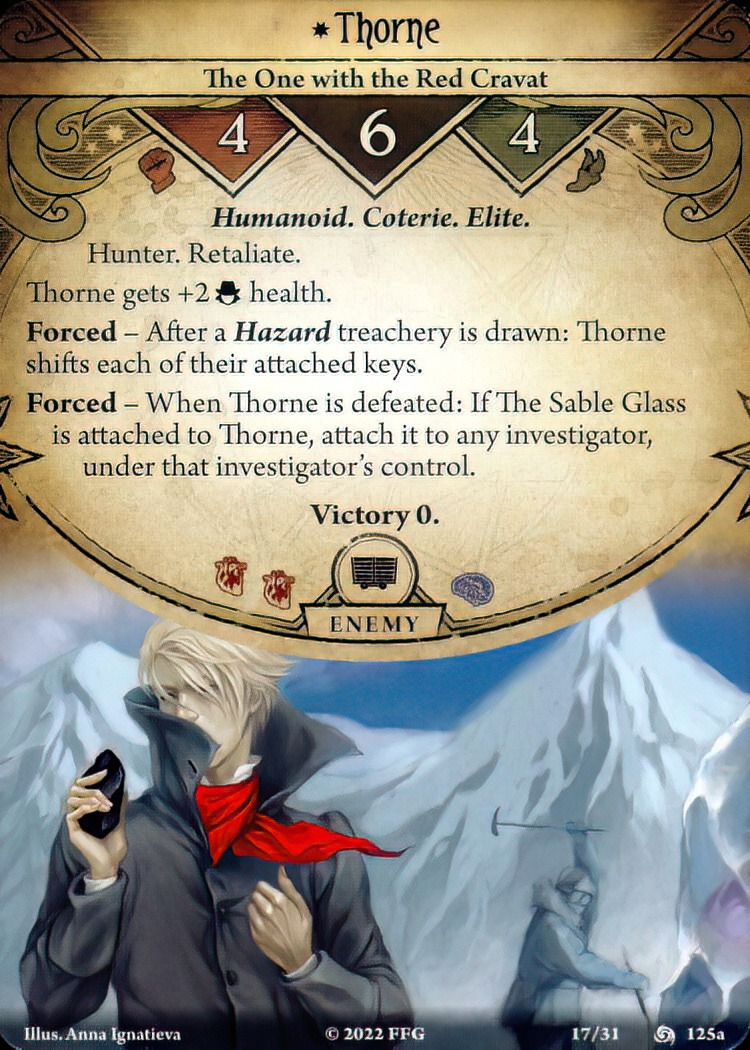 Thorne
The One with the Red Cravat
4 6 4
Humanoid. Coterie. Elite.
Hunter. Retaliate.
Thorne gets +2 health.
Forced – After a Hazard treachery is drawn: Thorne
shifts each of their attached keys.
Forced – When Thorne is defeated: If The Sable Glass
is attached to Thorne, attach it to any investigator,
under that investigator's control.
Victory 0.
ENEMY
Illus. Anna Ignatieva © 2022 FFG 17/31 125a